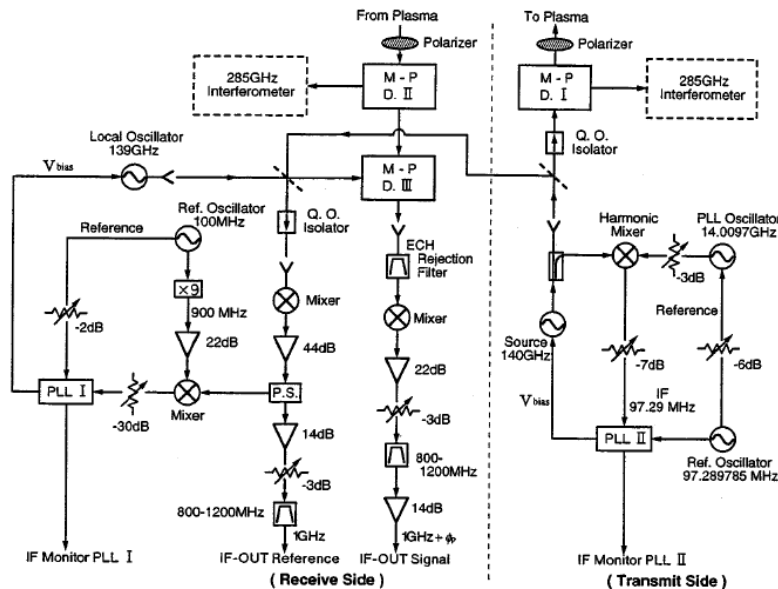 From Plasma
To Plasma
Polarizer
Polarizer
285GHz
Interferometer
M - P
D. II
M - P
D. I
285GHz
Interferometer
Local Oscillator
139GHz
Q. O.
Isolator
Vbias
M - P
D. III
Reference
Ref. Oscillator
100MHz
Q. O.
Isolator
ECH
Rejection
Filter
Harmonic
Mixer
PLL Oscillator
14.0097GHz
×9
-3dB
900 MHz
Mixer
Mixer
Reference
-2dB
22dB
44dB
22dB
Source
140GHz
-7dB
-6dB
PLL I
-30dB
Mixer
P.S.
-3dB
Vbias
IF
97.29 MHz
14dB
PLL II
-3dB
800-
1200MHz
Ref. Oscillator
97.289785 MHz
800-1200MHz
14dB
1GHz
1GHz + ϕp
IF Monitor PLL I
IF-OUT Reference
IF-OUT Signal
IF Monitor PLL II
( Receive Side )
( Transmit Side )